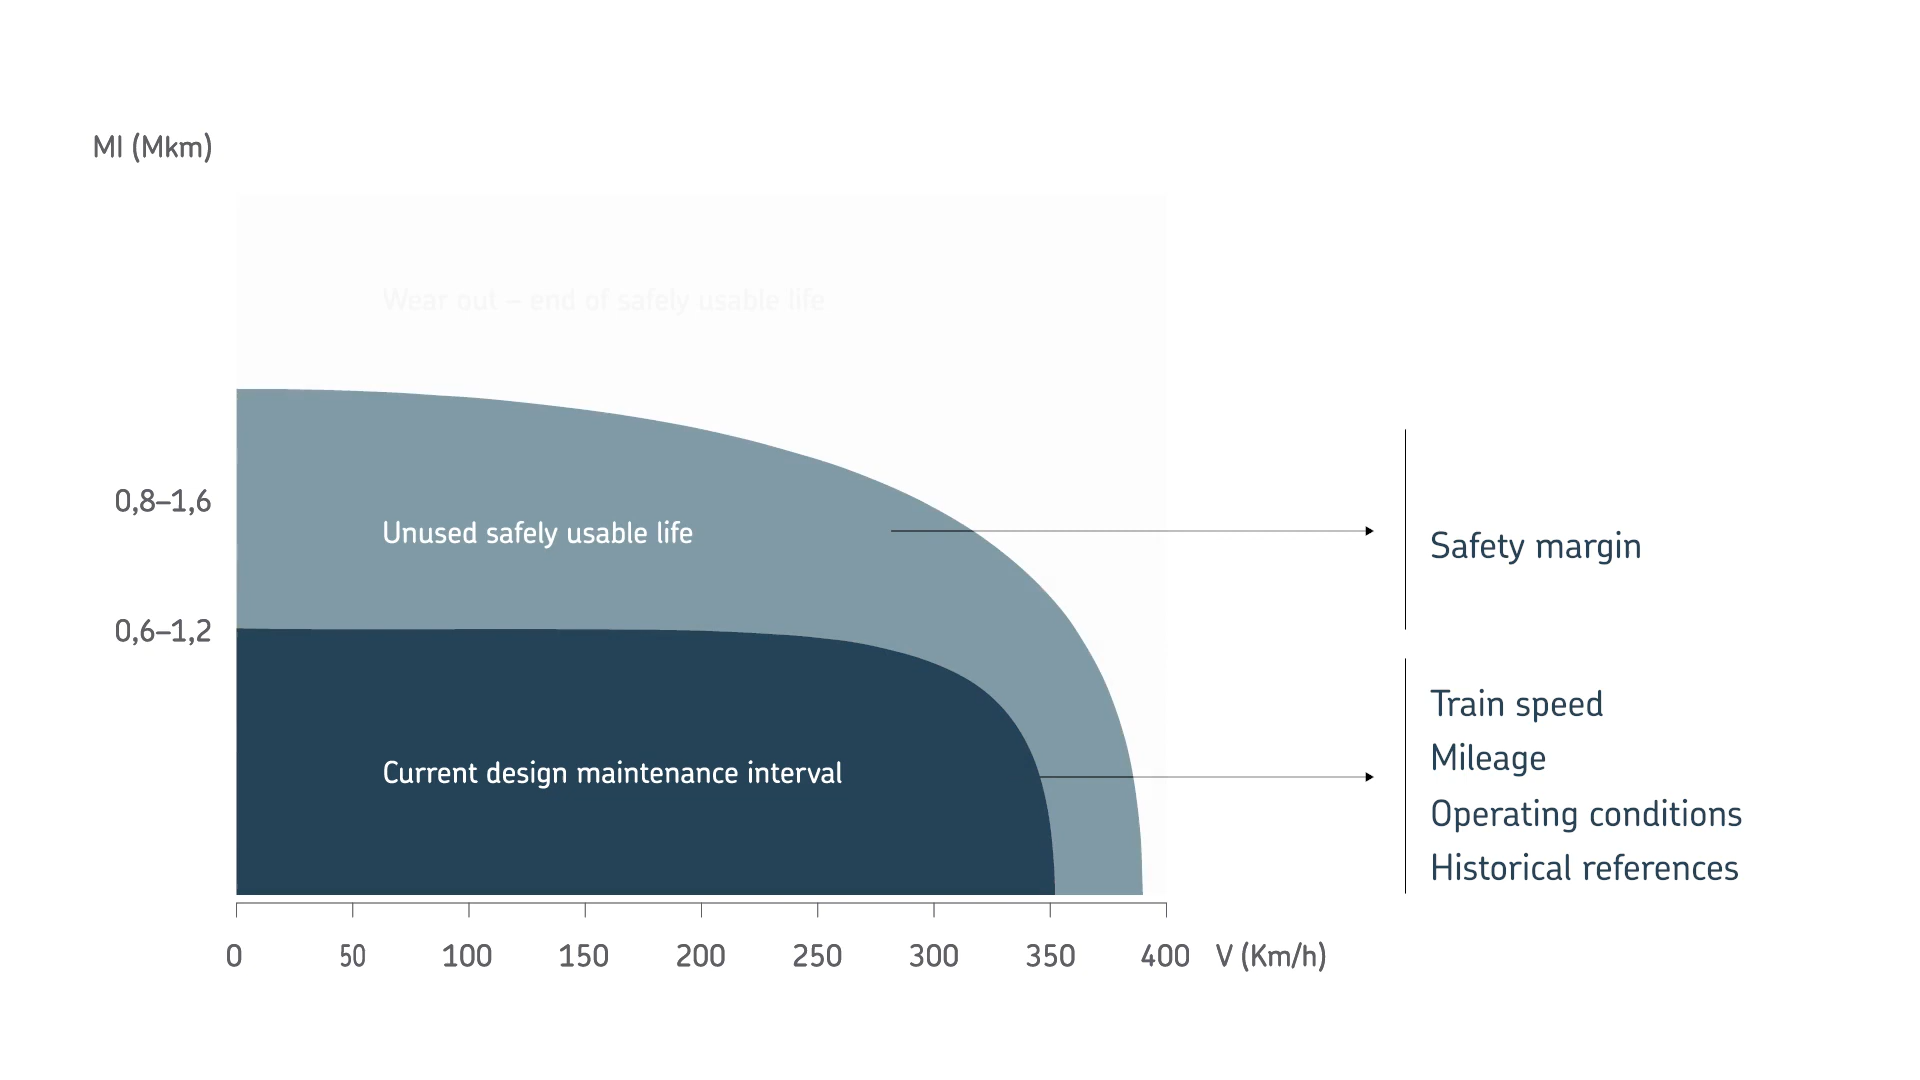 MI (Mkm)
Wear out – end of safely usable life
0,8–1,6
Unused safely usable life
Safety margin
0,6–1,2
Current design maintenance interval
Train speed
Mileage
Operating conditions
Historical references
0 50 100 150 200 250 300 350 400 V (Km/h)